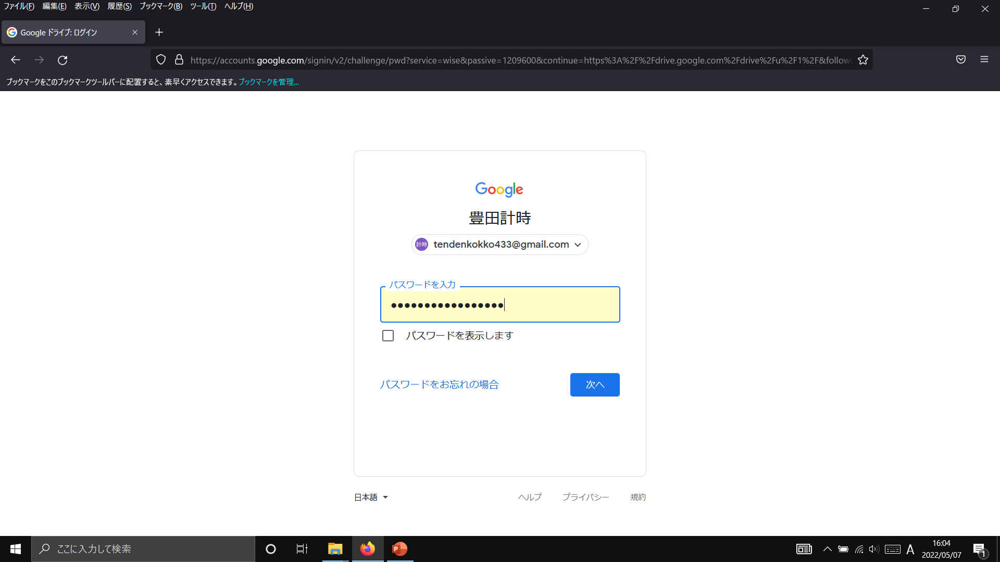 ファイル(F) 編集(E) 表示(V) 履歴(S) ブックマーク(B) ツール(T) ヘルプ(H)
Google ドライブ: ログイン
https://accounts.google.com/signin/v2/challenge/pwd?service=wise&passive=1209600&continue=https%3A%2F%2Fdrive.google.com%2Fdrive%2Fu%2F1%2F&follow
ブックマークをこのブックマークツールバーに配置すると、素早くアクセスできます。ブックマークを管理...
Google
豊田計時
計時 tendenkokko433@gmail.com
パスワードを入力
●●●●●●●●●●●●●●●●●
パスワードを表示します
パスワードをお忘れの場合 次へ
日本語 ヘルプ プライバシー 規約
ここに入力して検索
P
A
16:04
2022/05/07
1